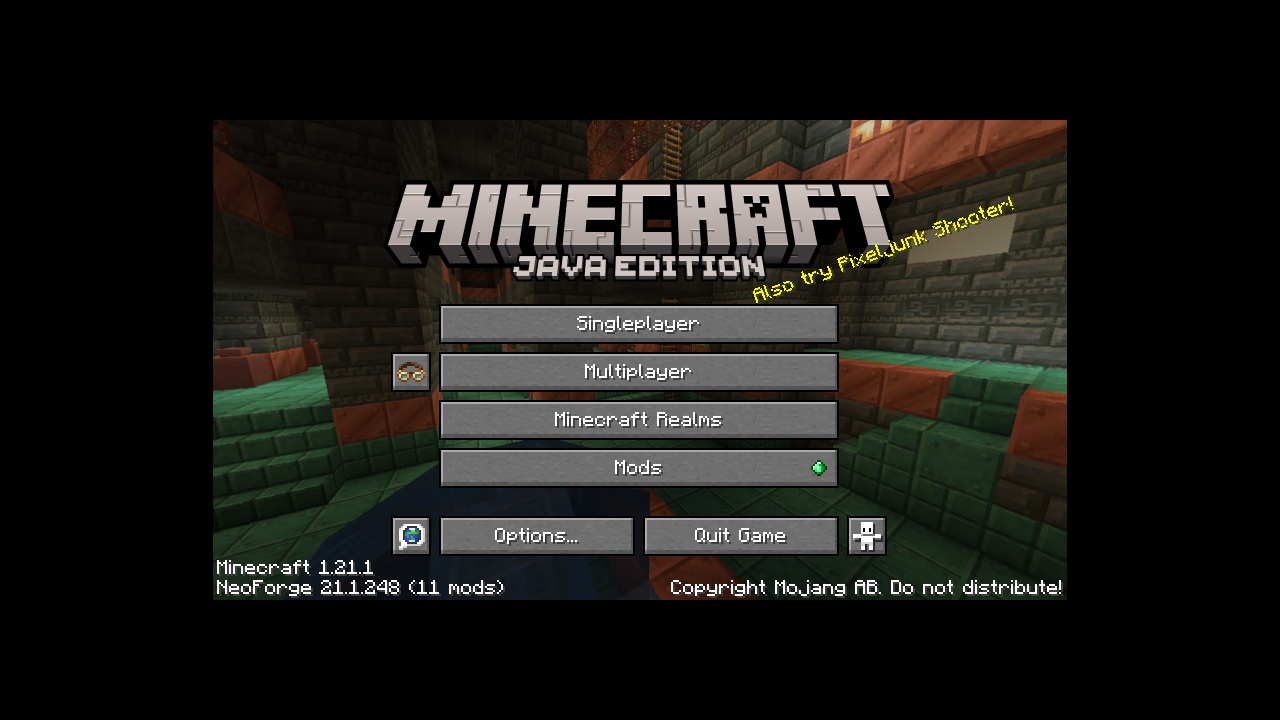 MINECRAFT
JAVA EDITION
Also try PixelJunk Shooter!
Singleplayer
Multiplayer
Minecraft Realms
Mods
Options...
Quit Game
Minecraft 1.21.1
NeoForge 21.1.248 (11 mods)
Copyright Mojang AB. Do not distribute!